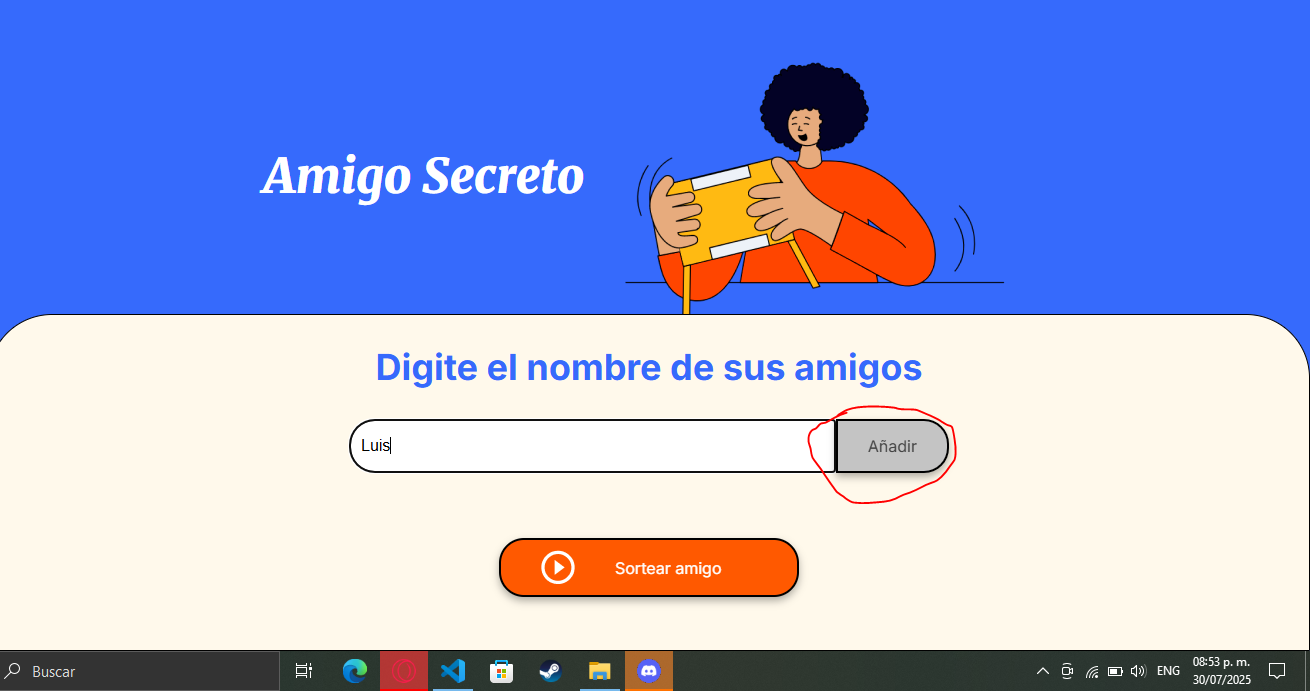 Amigo Secreto
Digite el nombre de sus amigos
Luis
Añadir
Sortear amigo
Buscar
ENG
08:53 p. m.
30/07/2025